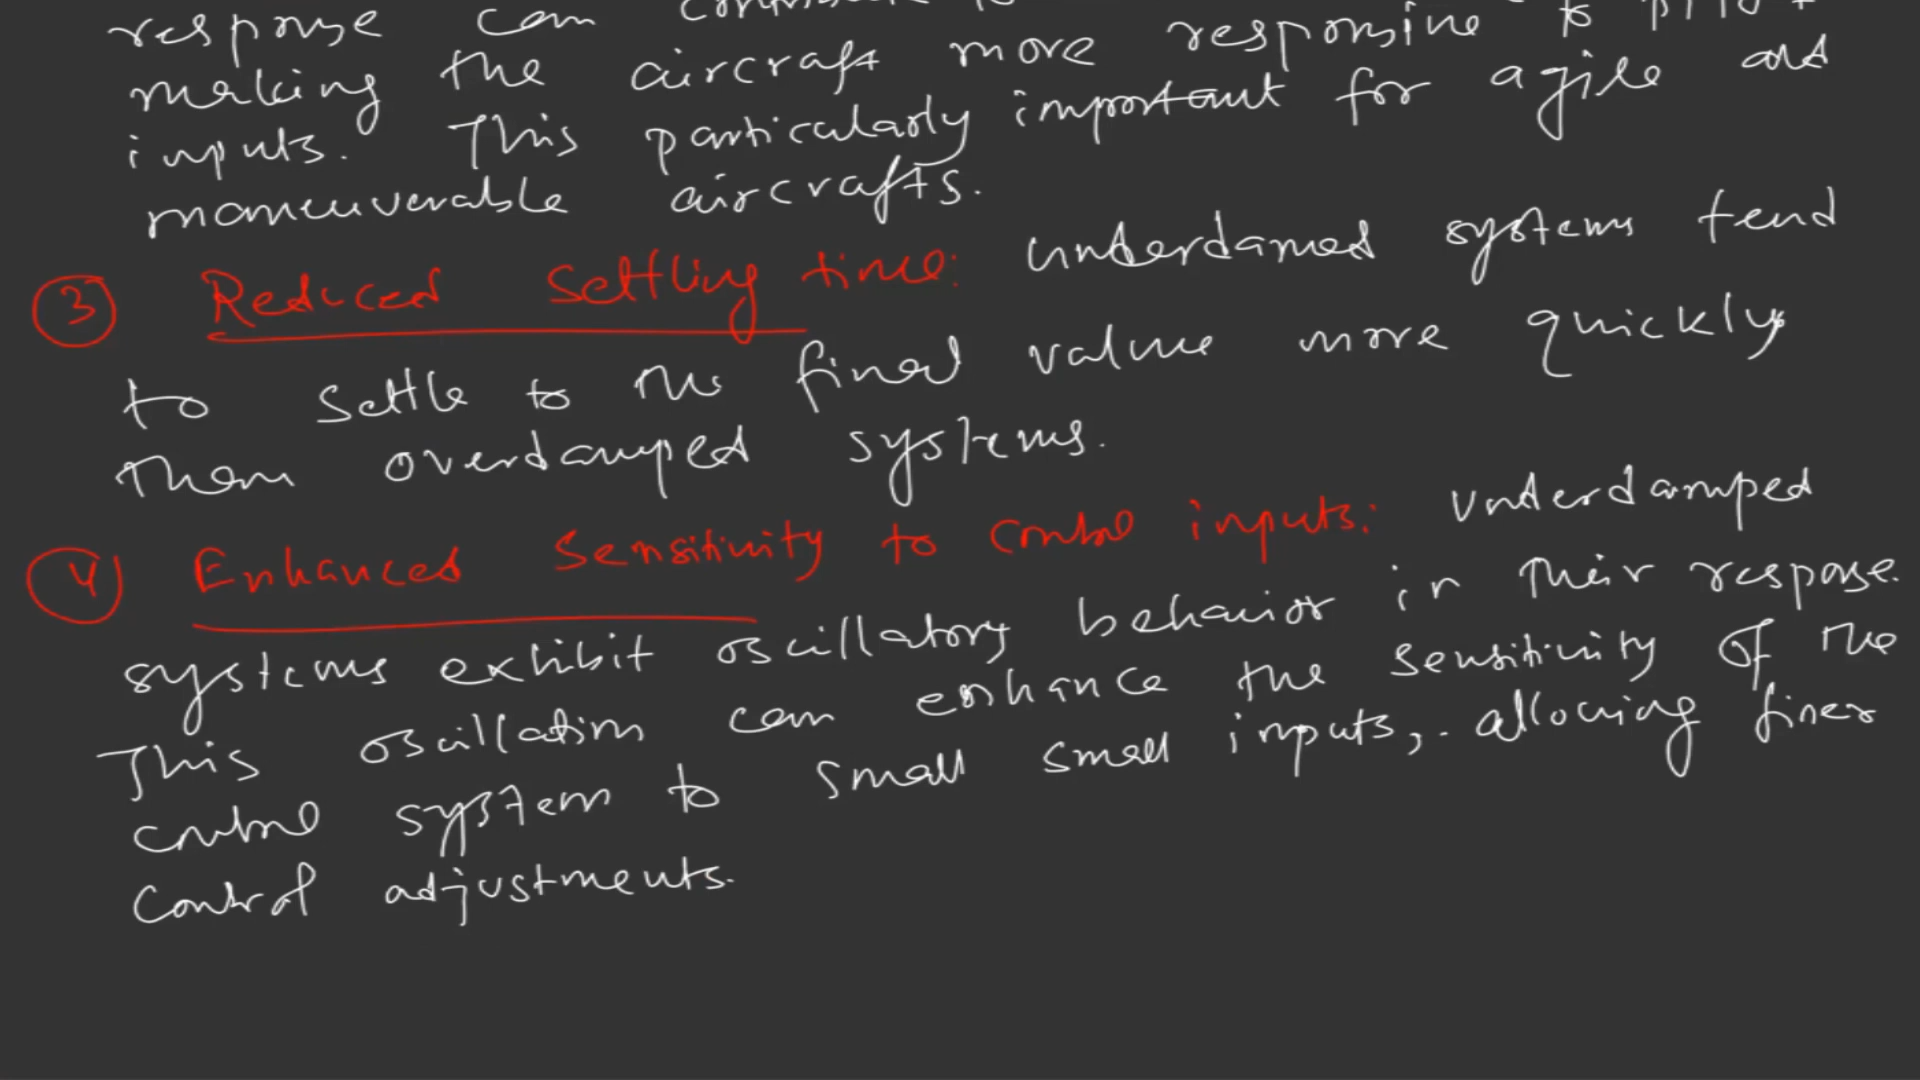 response can
making the aircraft more responsive to pilot
inputs. This particularly important for agile and
maneuverable aircrafts.
③ Reduced Settling time: underdamed systems tend
to settle to the final value more quickly
than overdamped systems.
④ Enhanced Sensitivity to control inputs: underdamped
systems exhibit oscillatory behavior in their response.
This oscillation can enhance the sensitivity of the
control system to small small inputs, allowing finer
control adjustments.